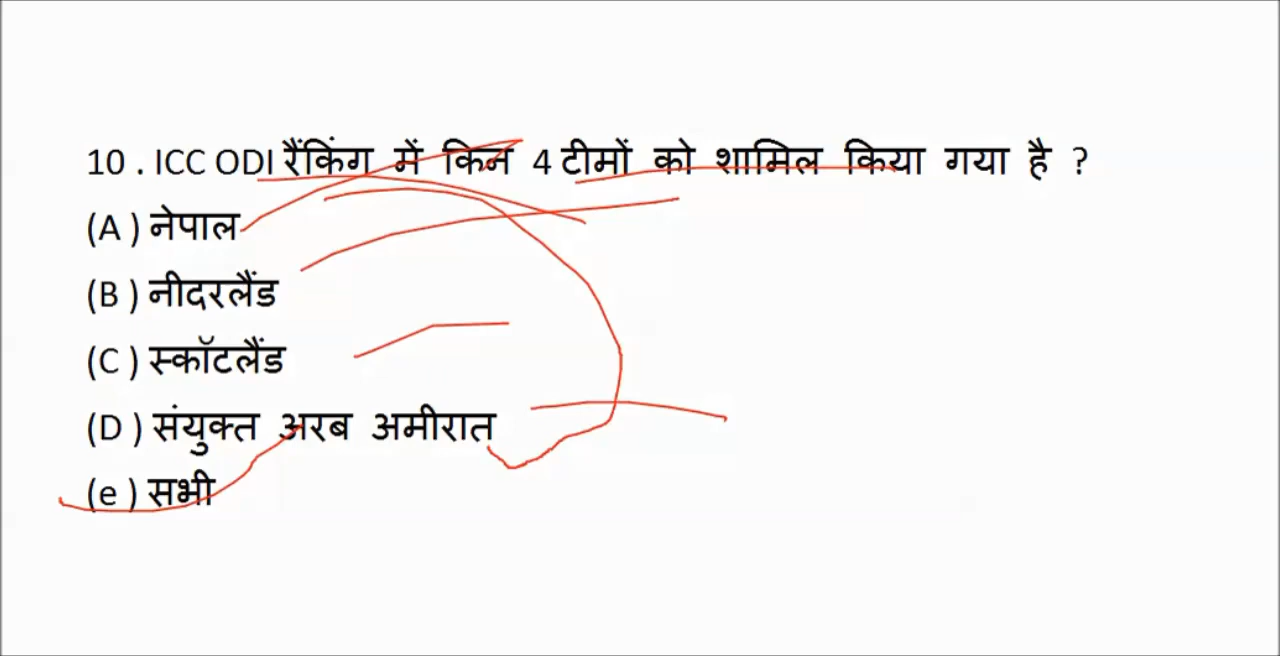 10 . ICC ODI रैंकिंग में किन 4 टीमों को शामिल किया गया है ?
(A ) नेपाल
(B ) नीदरलैंड
(C ) स्कॉटलैंड
(D ) संयुक्त अरब अमीरात
(e ) सभी